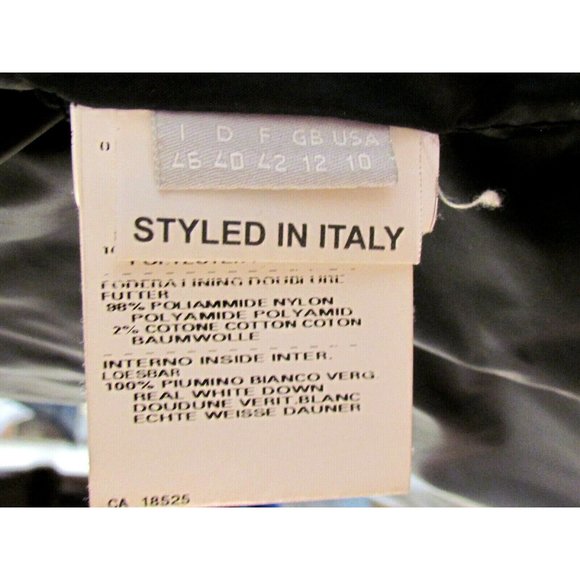 I D F GB USA
46 40 42 12 10
0
STYLED IN ITALY
FODERA LINING DOUBLURE
FUTTER
98% POLIAMMIDE NYLON
POLYAMIDE POLYAMID
2% COTONE COTTON COTON
BAUMWOLLE
INTERNO INSIDE INTER.
LOESBAR
100% PIUMINO BIANCO VERG
REAL WHITE DOWN
DOUDUNE VERIT.BLANC
ECHTE WEISSE DAUNER
CA 18525